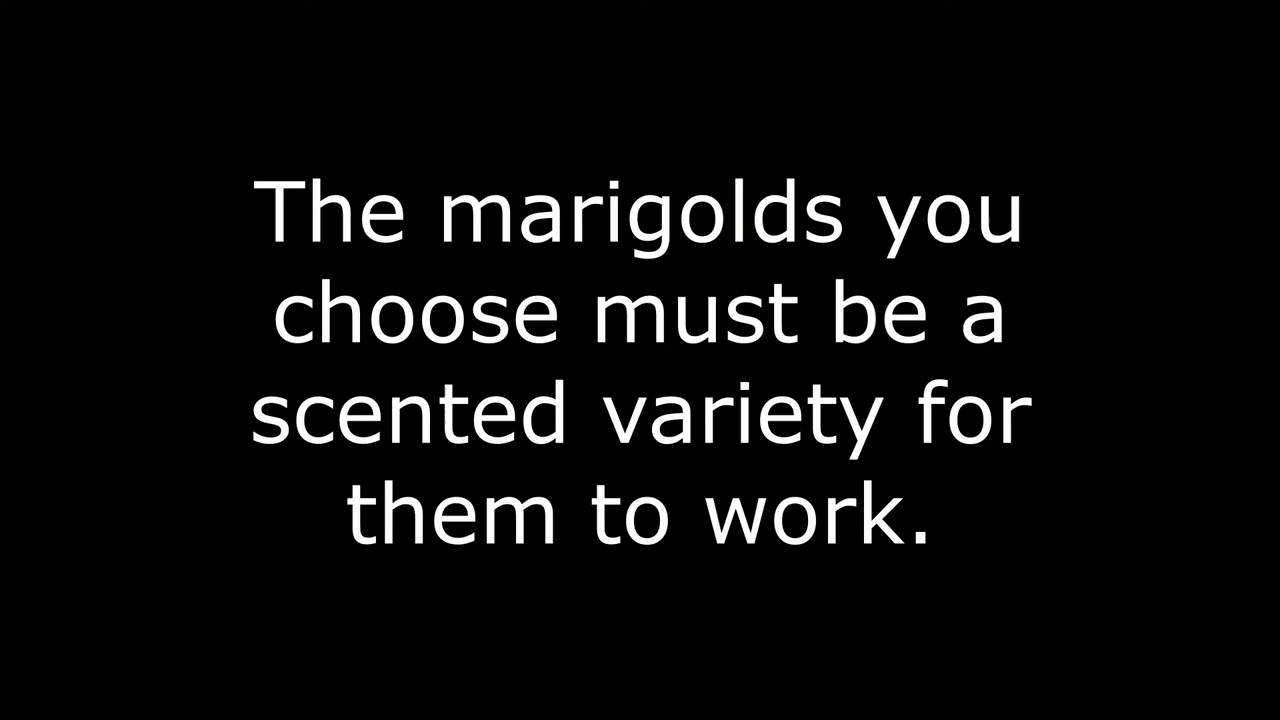 The marigolds you
choose must be a
scented variety for
them to work.